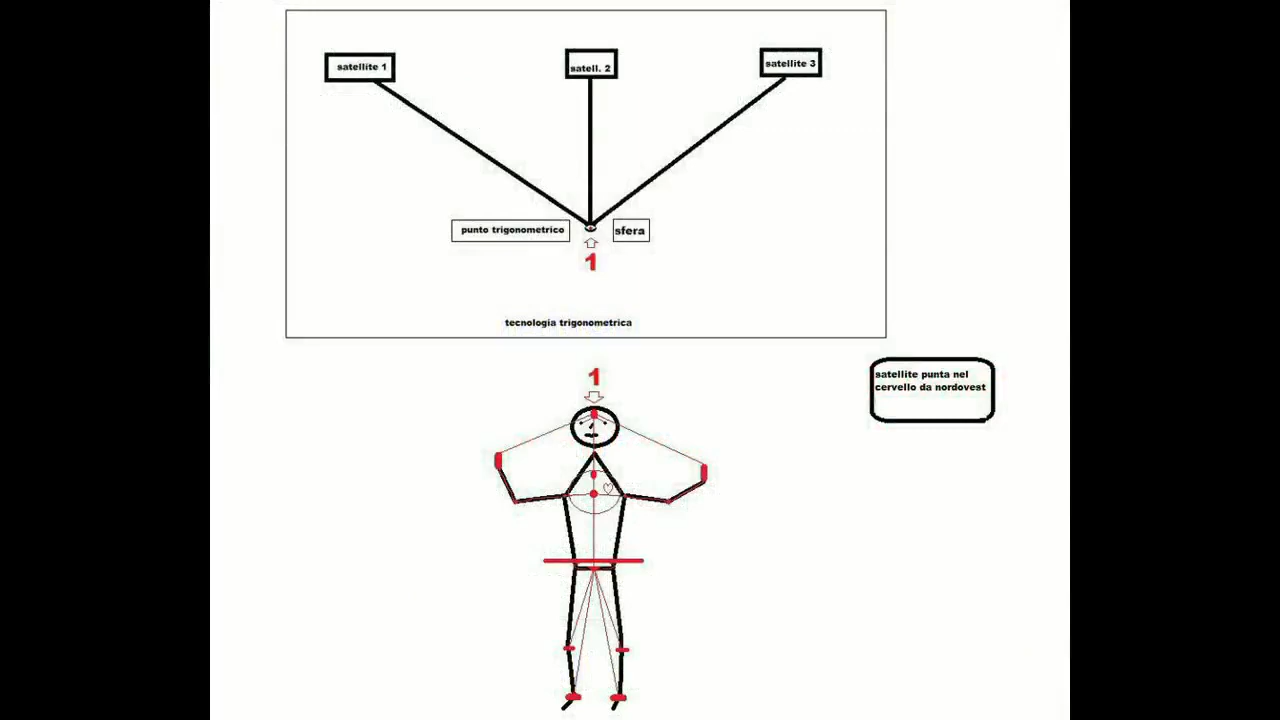 satellite 1
satell. 2
satellite 3
punto trigonometrico
sfera
1
tecnologia trigonometrica
1
satellite punta nel
cervello da nordovest